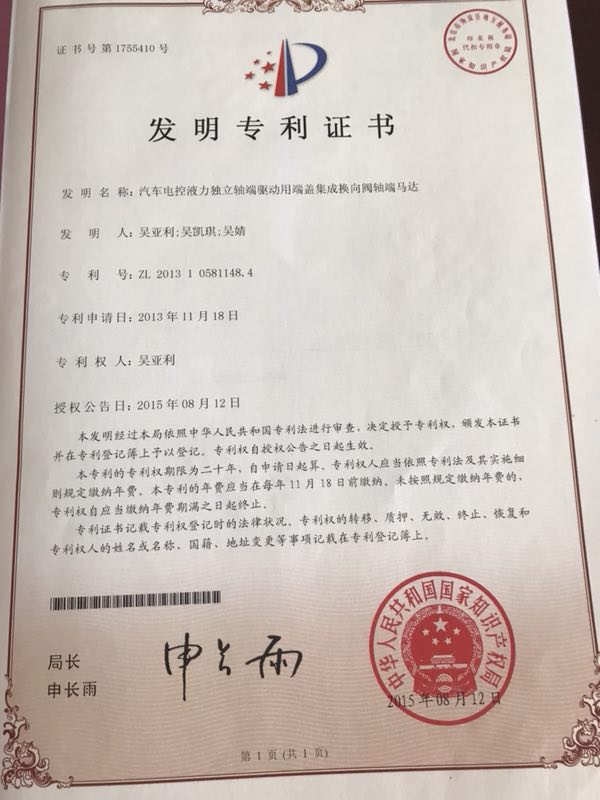 证书号第1755410号
印花税
代扣专用章
国家知识产权局
发明专利证书
发明名称:汽车电控液力独立轴端驱动用端盖集成换向阀轴端马达
发明人:吴亚利;吴凯琪;吴婧
专利号:ZL 2013 1 0581148.4
专利申请日:2013年11月18日
专利权人:吴亚利
授权公告日:2015年08月12日
本发明经过本局依照中华人民共和国专利法进行审查,决定授予专利权,颁发本证书
并在专利登记簿上予以登记。专利权自授权公告之日起生效。
本专利的专利权期限为二十年,自申请日起算。专利权人应当依照专利法及其实施细
则规定缴纳年费。本专利的年费应当在每年11月18日前缴纳。未按照规定缴纳年费的,
专利权自应当缴纳年费期满之日起终止。
专利证书记载专利权登记时的法律状况。专利权的转移、质押、无效、终止、恢复和
专利权人的姓名或名称、国籍、地址变更等事项记载在专利登记簿上。
局长
申长雨
申长雨
中华人民共和国国家知识产权局
2015年08月12日
第1页(共1页)